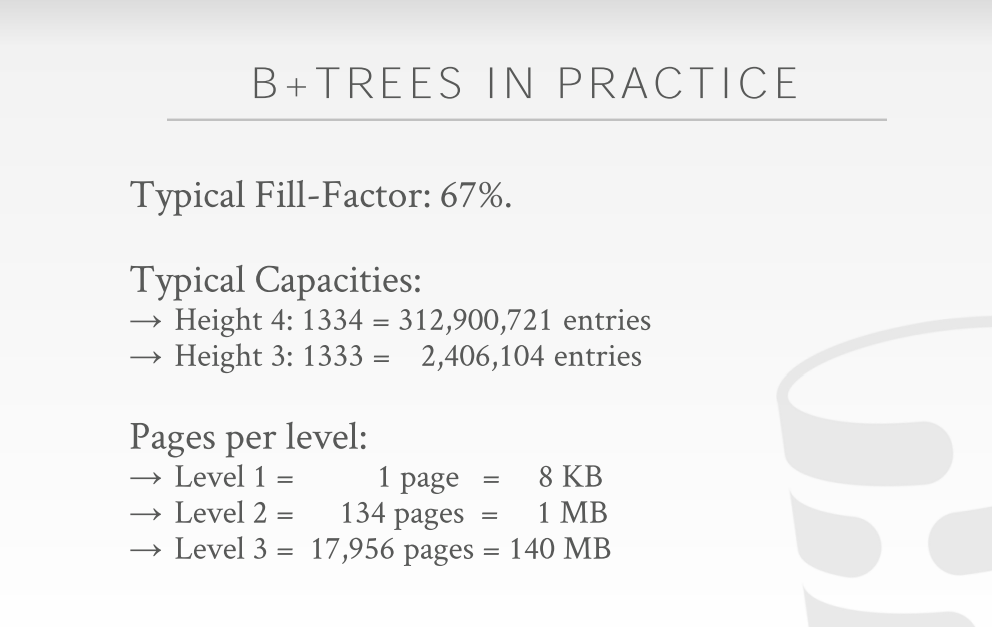 B+TREES IN PRACTICE
Typical Fill-Factor: 67%.
Typical Capacities:
→ Height 4: 1334 = 312,900,721 entries
→ Height 3: 1333 = 2,406,104 entries
Pages per level:
→ Level 1 = 1 page = 8 KB
→ Level 2 = 134 pages = 1 MB
→ Level 3 = 17,956 pages = 140 MB